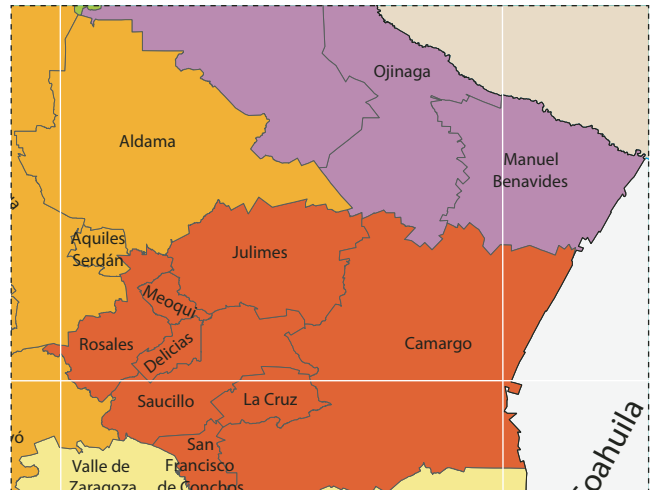 Ojinaga
Aldama
Manuel
Benavides
Aquiles
Serdán
Julimes
Meoqui
Rosales
Delicias
Camargo
Saucillo
La Cruz
San
Francisco
de Conchos
Valle de
Zaragoza
oahuila